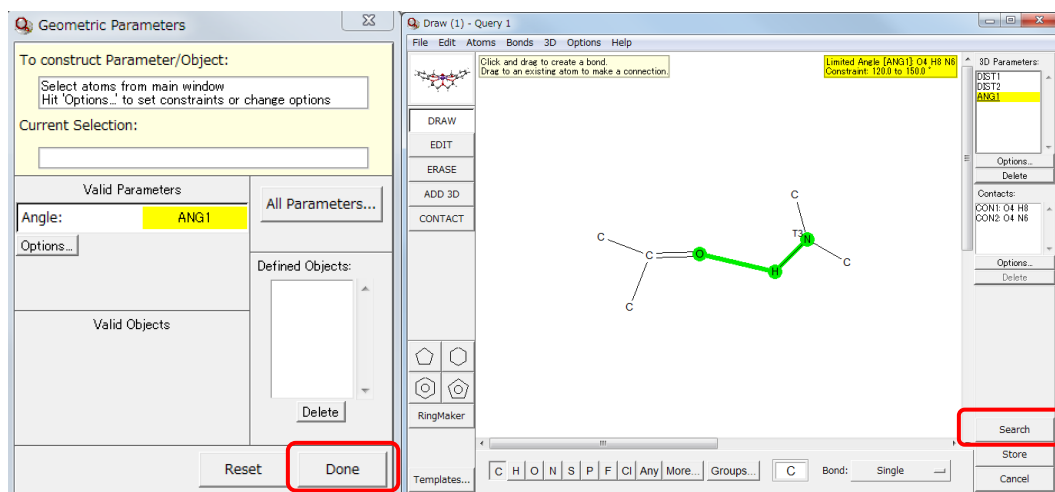 Geometric Parameters
To construct Parameter/Object:
Select atoms from main window
Hit 'Options...' to set constraints or change options
Current Selection:
Valid Parameters
Angle: ANG1
Options...
All Parameters...
Defined Objects:
Valid Objects
Delete
Reset Done
Draw (1) - Query 1
File Edit Atoms Bonds 3D Options Help
Click and drag to create a bond.
Drag to an existing atom to make a connection.
Limited Angle [ANG1]: O4 H8 N6
Constraint: 120.0 to 150.0 °
DRAW
EDIT
ERASE
ADD 3D
CONTACT
RingMaker
Templates...
C
C
C
O
H
T3
N
C
C
3D Parameters:
DIST1
DIST2
ANG1
Options...
Delete
Contacts:
CON1: O4 H8
CON2: O4 N6
Options...
Delete
Search
Store
Cancel
C H O N S P F Cl Any More... Groups... C Bond: Single